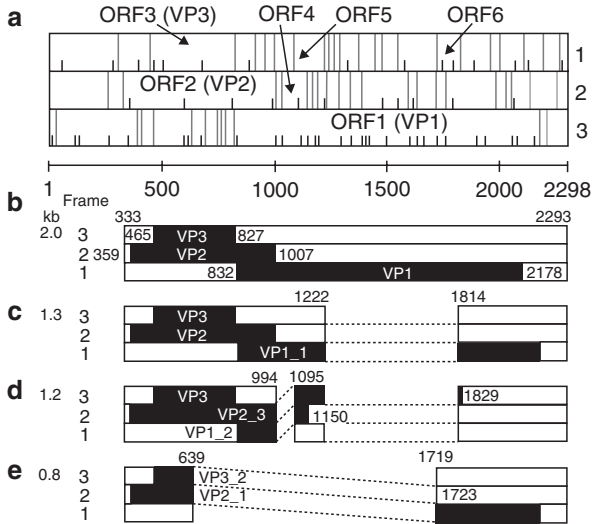 a
ORF3 (VP3) ORF4 ORF5 ORF6
1
ORF2 (VP2) 2
ORF1 (VP1) 3
1 500 1000 1500 2000 2298
b Frame
kb 333 2293
2.0 3 465 VP3 827
2 359 VP2 1007
1 832 VP1 2178
1222 1814
c 1.3 3 VP3
2 VP2
1 VP1_1
994 1095
d 1.2 3 VP3 1829
2 VP2_3 1150
1 VP1_2
639 1719
e 0.8 3 VP3_2
2 VP2_1 1723
1